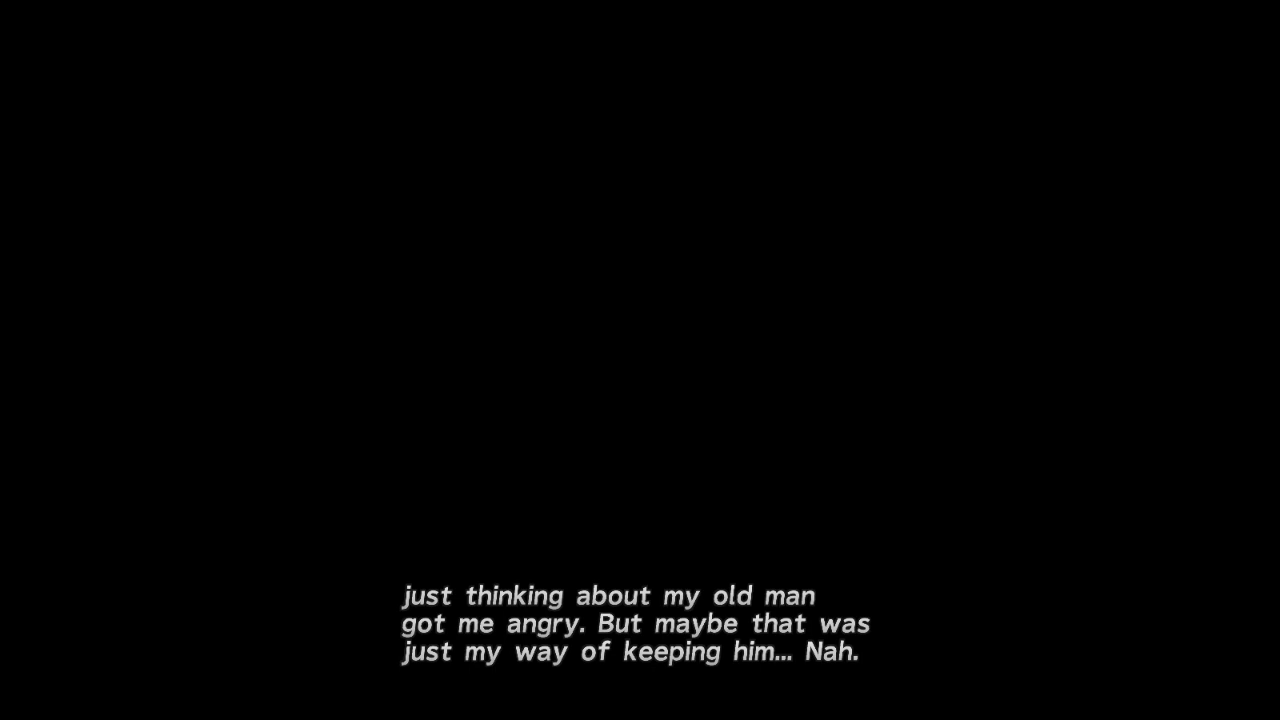 just thinking about my old man
got me angry. But maybe that was
just my way of keeping him... Nah.